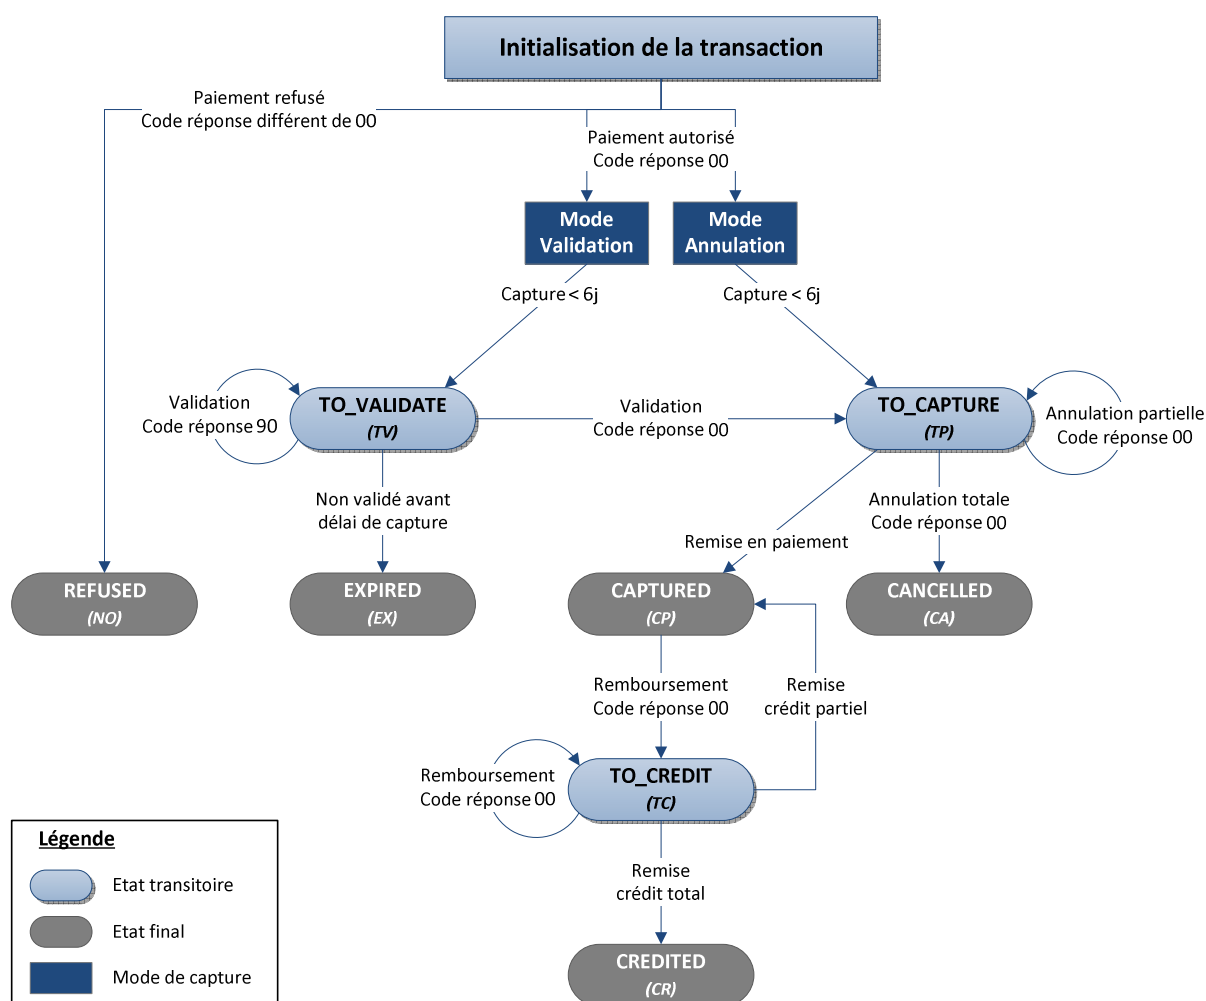 Initialisation de la transaction
Paiement refusé
Code réponse différent de 00
Paiement autorisé
Code réponse 00
Mode
Validation
Mode
Annulation
Capture < 6j
Capture < 6j
Validation
Code réponse 90
TO_VALIDATE
(TV)
Validation
Code réponse 00
TO_CAPTURE
(TP)
Annulation partielle
Code réponse 00
Non validé avant
délai de capture
Annulation totale
Code réponse 00
Remise en paiement
REFUSED
(NO)
EXPIRED
(EX)
CAPTURED
(CP)
CANCELLED
(CA)
Remboursement
Code réponse 00
Remise
crédit partiel
Remboursement
Code réponse 00
TO_CREDIT
(TC)
Remise
crédit total
CREDITED
(CR)
Légende
Etat transitoire
Etat final
Mode de capture